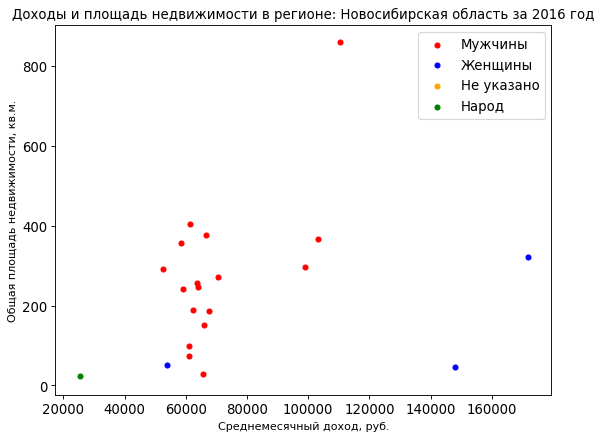 Доходы и площадь недвижимости в регионе: Новосибирская область за 2016 год
Мужчины
Женщины
Не указано
Народ
Общая площадь недвижимости, кв.м.
800
600
400
200
0
20000 40000 60000 80000 100000 120000 140000 160000
Среднемесячный доход, руб.